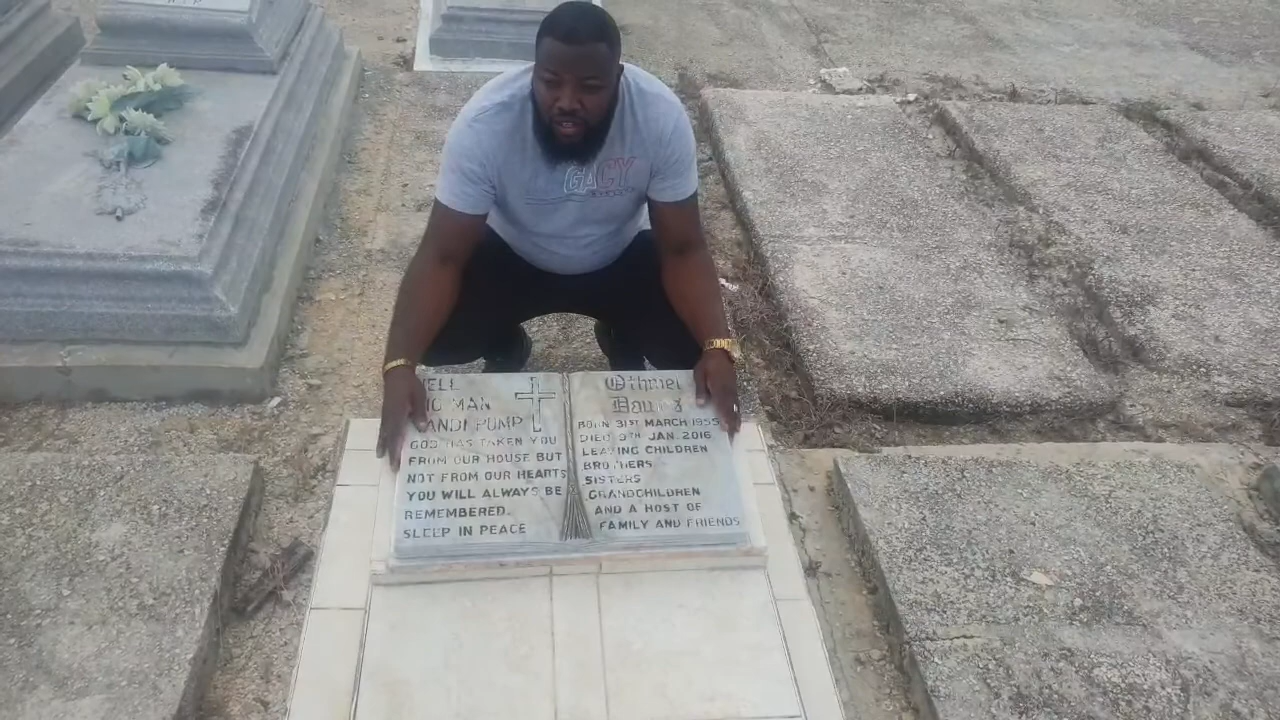 MAN
GOD HAS TAKEN YOU
FROM OUR HOUSE BUT
NOT FROM OUR HEARTS
YOU WILL ALWAYS BE
REMEMBERED.
SLEEP IN PEACE
Othniel
BORN 31ST MARCH 1955
DIED 9TH JAN. 2016
LEAVING CHILDREN
BROTHERS
SISTERS
GRANDCHILDREN
AND A HOST OF
FAMILY AND FRIENDS
GACY